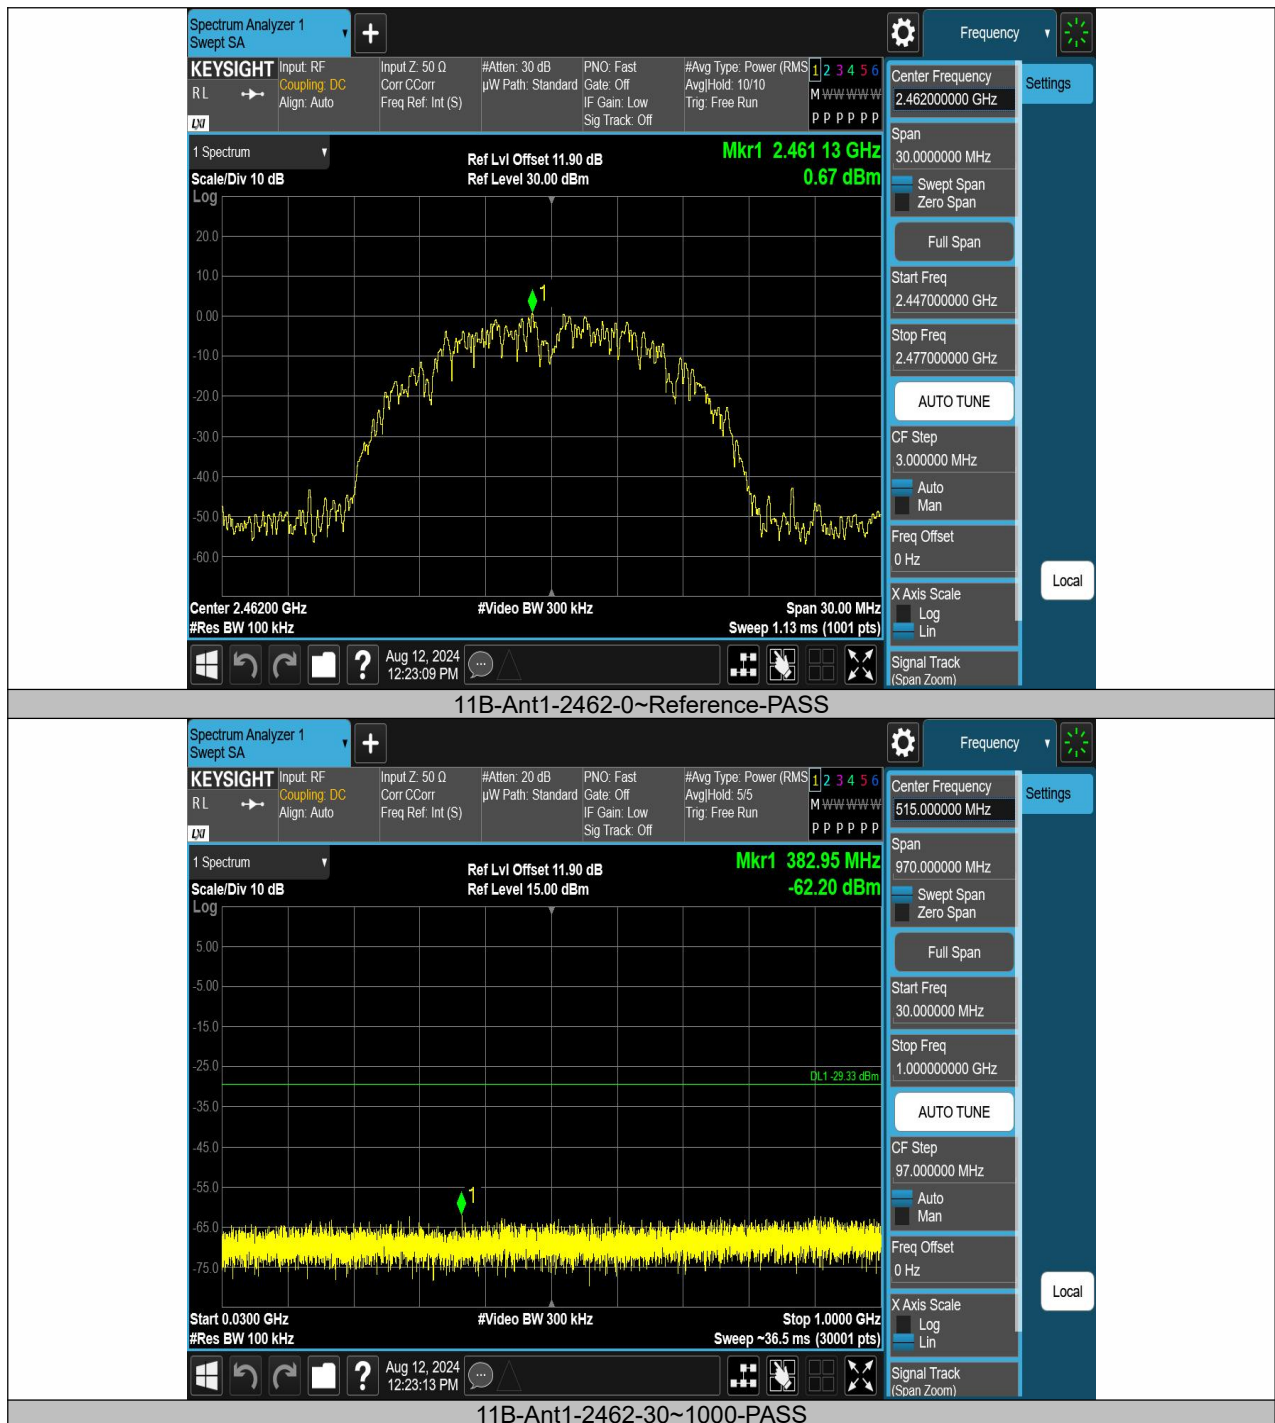 Spectrum Analyzer 1
Swept SA
+
Frequency
KEYSIGHT
RL
LXI
Input: RF
Coupling: DC
Align: Auto
Input Z: 50 Ω
Corr CCorr
Freq Ref: Int (S)
#Atten: 30 dB
µW Path: Standard
PNO: Fast
Gate: Off
IF Gain: Low
Sig Track: Off
#Avg Type: Power (RMS
Avg|Hold: 10/10
Trig: Free Run
1 2 3 4 5 6
M W W W W W
P P P P P P
Center Frequency
2.462000000 GHz
Settings
Span
30.0000000 MHz
Swept Span
Zero Span
Full Span
Start Freq
2.447000000 GHz
Stop Freq
2.477000000 GHz
AUTO TUNE
CF Step
3.000000 MHz
Auto
Man
Freq Offset
0 Hz
X Axis Scale
Log
Lin
Signal Track
(Span Zoom)
Local
1 Spectrum
Scale/Div 10 dB
Log
Ref Lvl Offset 11.90 dB
Ref Level 30.00 dBm
Mkr1 2.461 13 GHz
0.67 dBm
20.0
10.0
0.00
-10.0
-20.0
-30.0
-40.0
-50.0
-60.0
1
Center 2.46200 GHz
#Res BW 100 kHz
#Video BW 300 kHz
Span 30.00 MHz
Sweep 1.13 ms (1001 pts)
?
Aug 12, 2024
12:23:09 PM
11B-Ant1-2462-0~Reference-PASS
Spectrum Analyzer 1
Swept SA
+
Frequency
KEYSIGHT
RL
LXI
Input: RF
Coupling: DC
Align: Auto
Input Z: 50 Ω
Corr CCorr
Freq Ref: Int (S)
#Atten: 20 dB
µW Path: Standard
PNO: Fast
Gate: Off
IF Gain: Low
Sig Track: Off
#Avg Type: Power (RMS
Avg|Hold: 5/5
Trig: Free Run
1 2 3 4 5 6
M W W W W W
P P P P P P
Center Frequency
515.000000 MHz
Settings
Span
970.000000 MHz
Swept Span
Zero Span
Full Span
Start Freq
30.000000 MHz
Stop Freq
1.000000000 GHz
AUTO TUNE
CF Step
97.000000 MHz
Auto
Man
Freq Offset
0 Hz
X Axis Scale
Log
Lin
Signal Track
(Span Zoom)
Local
1 Spectrum
Scale/Div 10 dB
Log
Ref Lvl Offset 11.90 dB
Ref Level 15.00 dBm
Mkr1 382.95 MHz
-62.20 dBm
5.00
-5.00
-15.0
-25.0
-35.0
-45.0
-55.0
-65.0
-75.0
DL1 -29.33 dBm
1
Start 0.0300 GHz
#Res BW 100 kHz
#Video BW 300 kHz
Stop 1.0000 GHz
Sweep ~36.5 ms (30001 pts)
?
Aug 12, 2024
12:23:13 PM
11B-Ant1-2462-30~1000-PASS